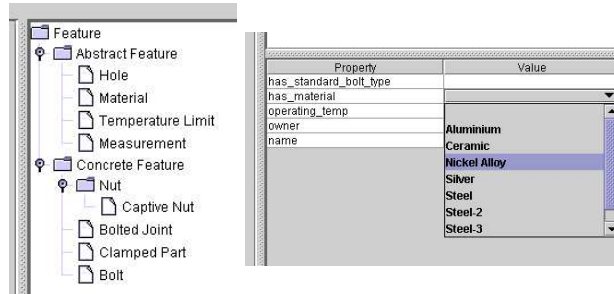 Feature
Abstract Feature
Hole
Material
Temperature Limit
Measurement
Concrete Feature
Nut
Captive Nut
Bolted Joint
Clamped Part
Bolt
Property Value
has_standard_bolt_type
has_material
operating_temp
owner
name
Aluminium
Ceramic
Nickel Alloy
Silver
Steel
Steel-2
Steel-3